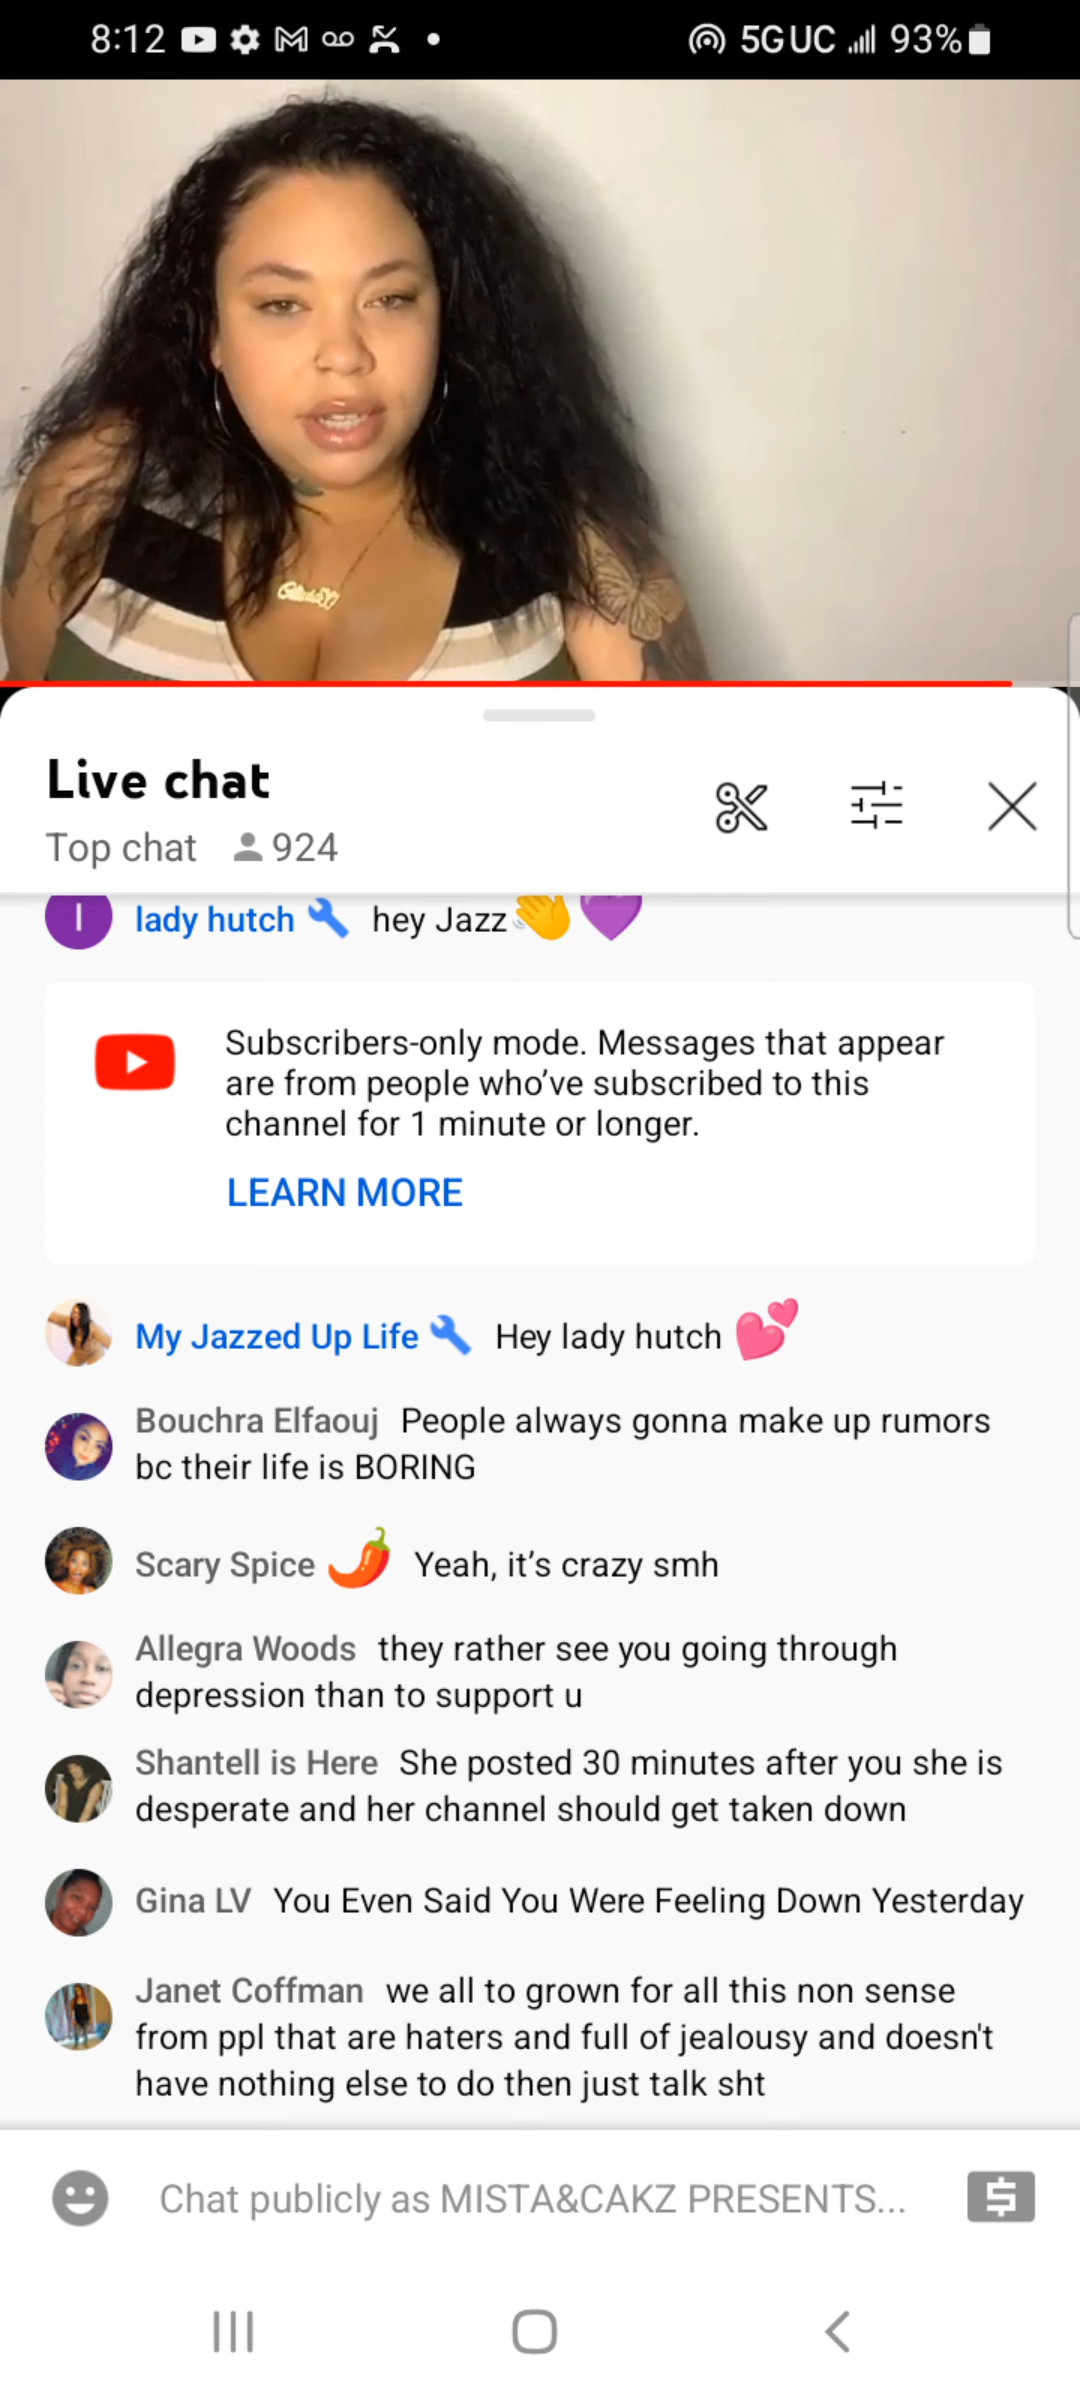 8:12 5G UC 93%
Live chat
Top chat 924
I lady hutch hey Jazz
Subscribers-only mode. Messages that appear
are from people who've subscribed to this
channel for 1 minute or longer.
LEARN MORE
My Jazzed Up Life Hey lady hutch
Bouchra Elfaouj People always gonna make up rumors
bc their life is BORING
Scary Spice Yeah, it's crazy smh
Allegra Woods they rather see you going through
depression than to support u
Shantell is Here She posted 30 minutes after you she is
desperate and her channel should get taken down
Gina LV You Even Said You Were Feeling Down Yesterday
Janet Coffman we all to grown for all this non sense
from ppl that are haters and full of jealousy and doesn't
have nothing else to do then just talk sht
Chat publicly as MISTA&CAKZ PRESENTS...